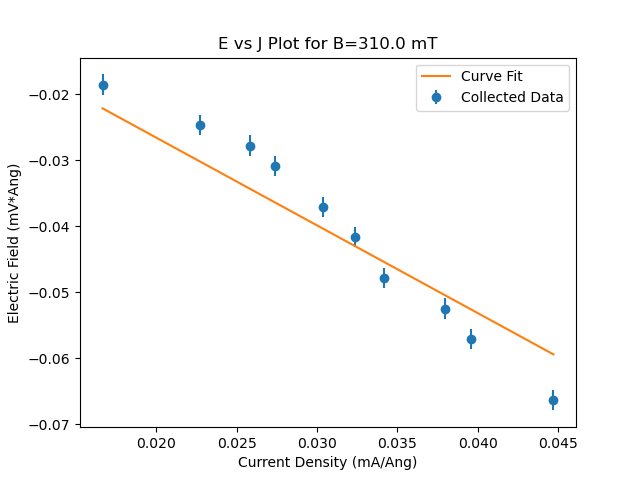 E vs J Plot for B=310.0 mT
Curve Fit
Collected Data
Electric Field (mV*Ang)
−0.02
−0.03
−0.04
−0.05
−0.06
−0.07
0.020 0.025 0.030 0.035 0.040 0.045
Current Density (mA/Ang)